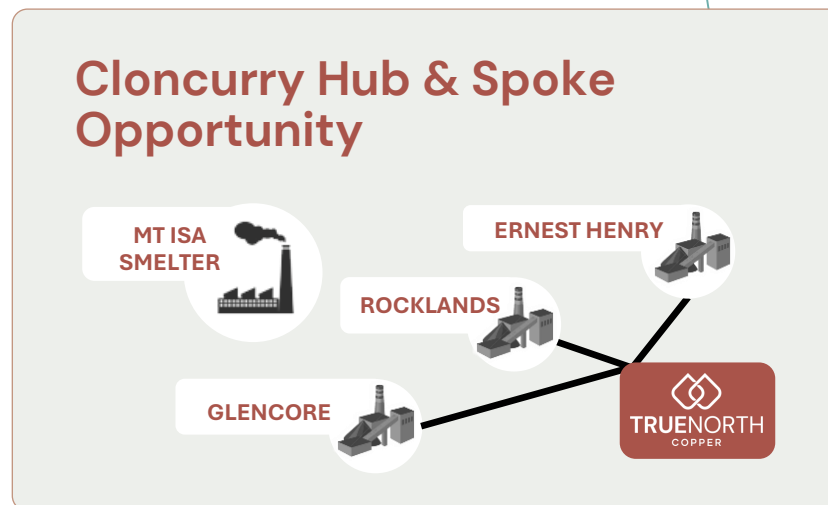 Cloncurry Hub & Spoke
Opportunity
MT ISA
SMELTER
ERNEST HENRY
ROCKLANDS
GLENCORE
TRUENORTH
COPPER